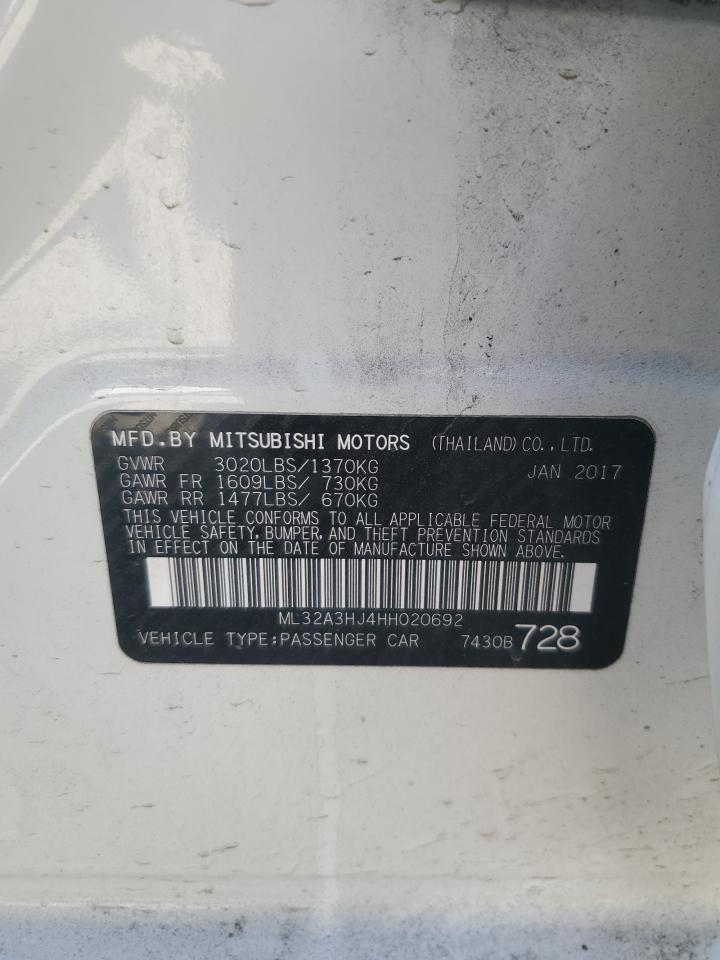 MFD.BY MITSUBISHI MOTORS (THAILAND) CO.,LTD.
GVWR 3020LBS/1370KG JAN 2017
GAWR FR 1609LBS/ 730KG
GAWR RR 1477LBS/ 670KG
THIS VEHICLE CONFORMS TO ALL APPLICABLE FEDERAL MOTOR
VEHICLE SAFETY, BUMPER, AND THEFT PREVENTION STANDARDS
IN EFFECT ON THE DATE OF MANUFACTURE SHOWN ABOVE.
ML32A3HJ4HH020692
VEHICLE TYPE:PASSENGER CAR 7430B 728